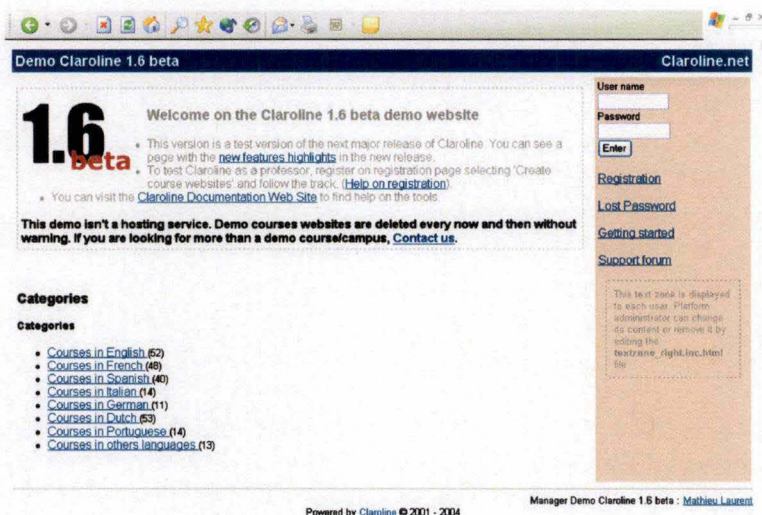 Demo Claroline 1.6 beta
Claroline.net
1.6
beta
Welcome on the Claroline 1.6 beta demo website
This version is a test version of the next major release of Claroline. You can see a
page with the new features highlights in the new release.
To test Claroline as a professor, register on registration page selecting 'Create
course websites' and follow the track. (Help on registration).
You can visit the Claroline Documentation Web Site to find help on the tools
This demo isn't a hosting service. Demo courses websites are deleted every now and then without
warning. If you are looking for more than a demo course/campus, Contact us.
Categories
Categories
Courses in English (52)
Courses in French (48)
Courses in Spanish (40)
Courses in Italian (14)
Courses in German (11)
Courses in Dutch (53)
Courses in Portuguese (14)
Courses in others languages (13)
User name
Password
Enter
Registration
Lost Password
Getting started
Support forum
This text zone is displayed
to each user. Platform
administrator can change
its content or remove it by
editing the
textzone_right.inc.html
file
Manager Demo Claroline 1.6 beta : Mathieu Laurent
Powered by Claroline © 2001 - 2004